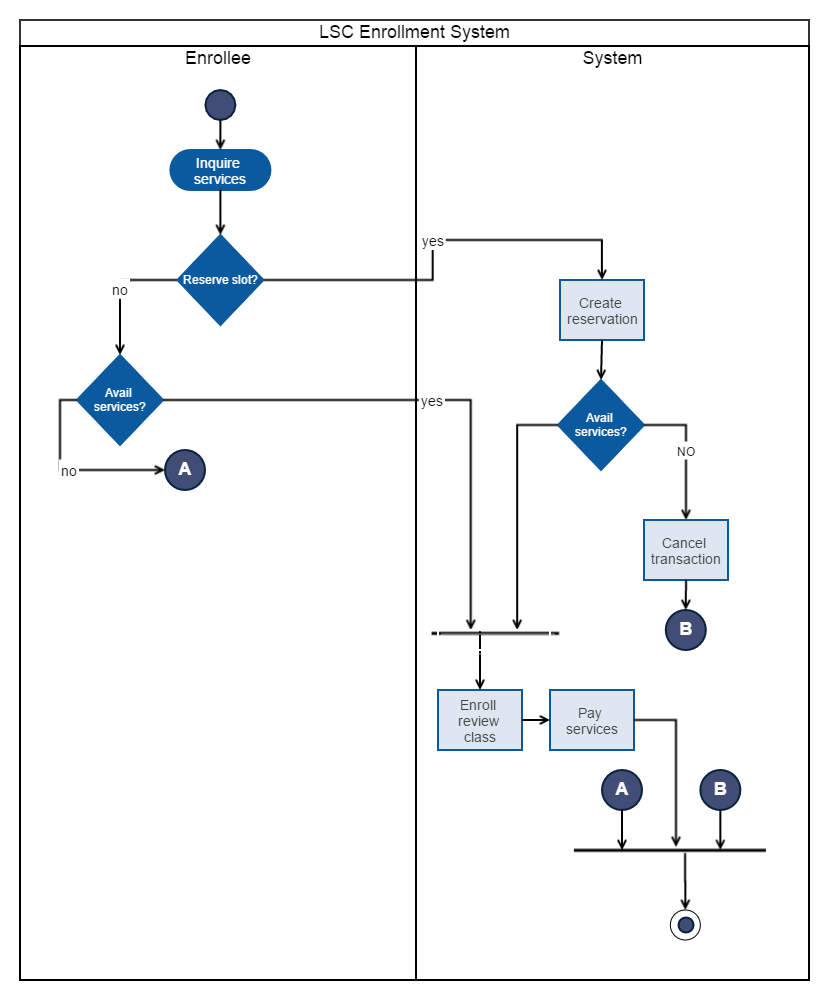 LSC Enrollment System
Enrollee
System
Inquire
services
yes
Reserve slot?
no
Create
reservation
Avail
services?
yes
Avail
services?
NO
no
A
Cancel
transaction
B
Enroll
review
class
Pay
services
A
B